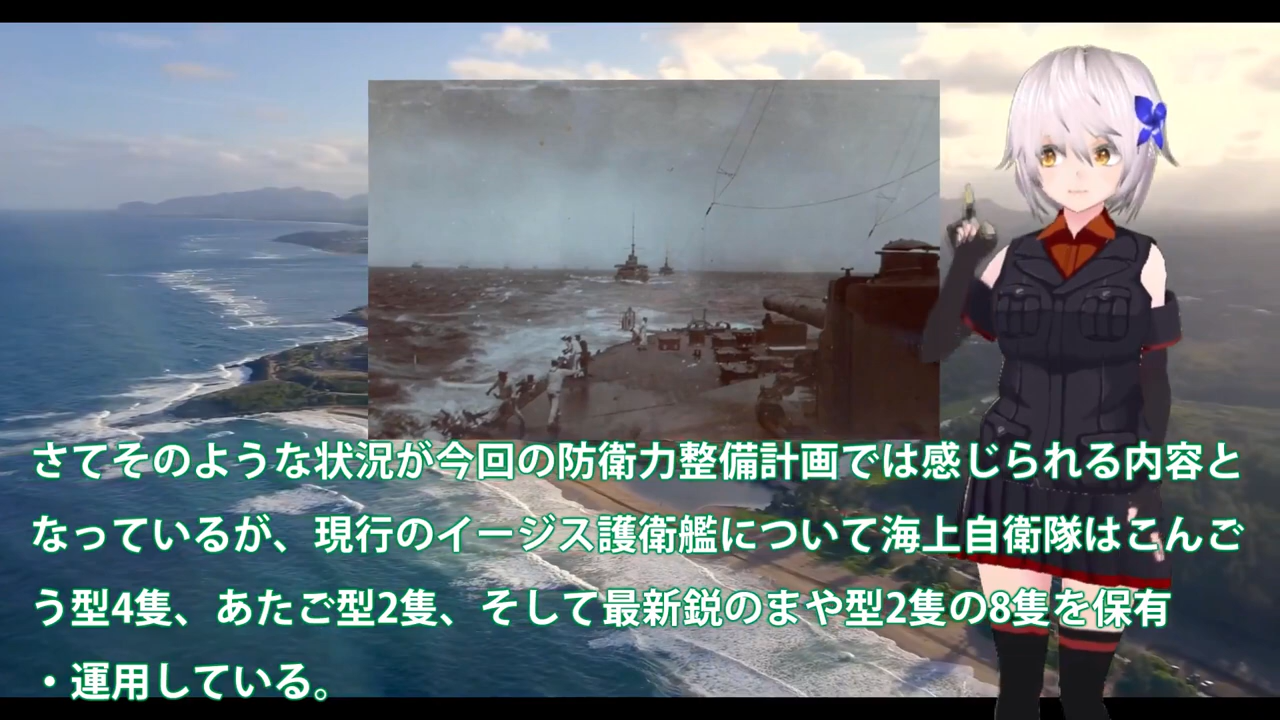 さてそのような状況が今回の防衛力整備計画では感じられる内容と
なっているが、現行のイージス護衛艦について海上自衛隊はこんご
う型4隻、あたご型2隻、そして最新鋭のまや型2隻の8隻を保有
・運用している。